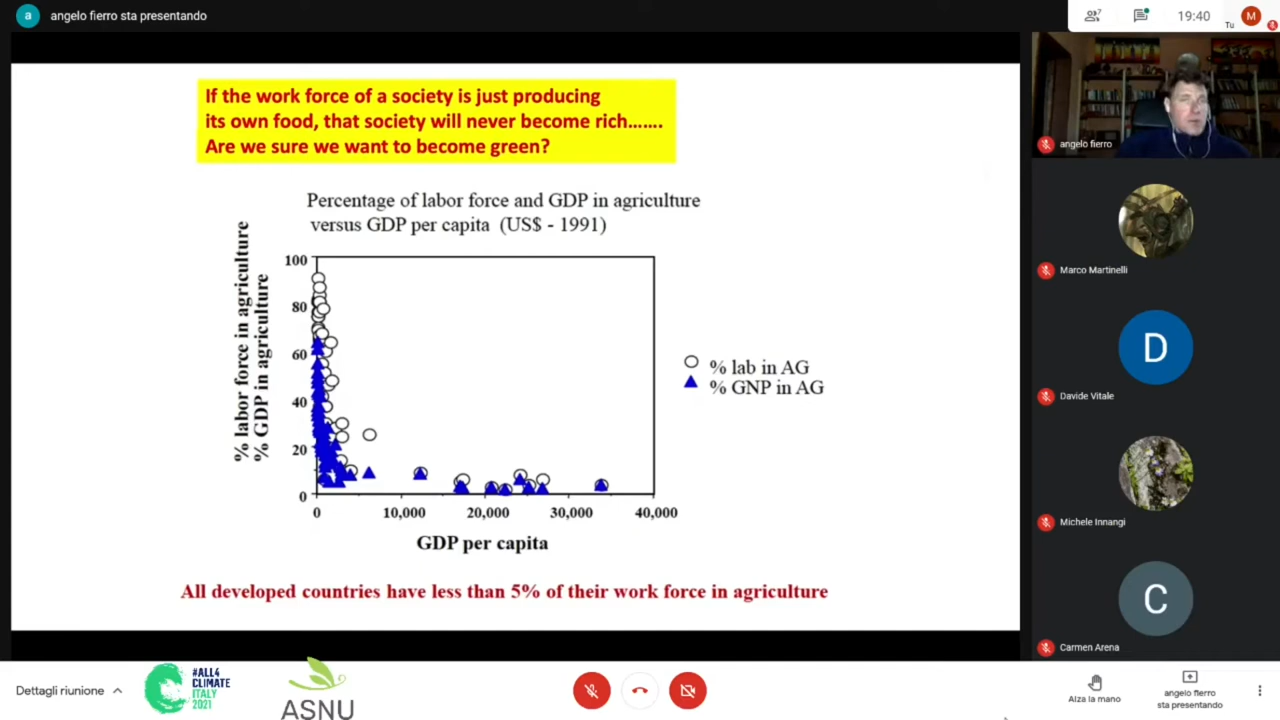 a angelo fierro sta presentando
7
19:40
Tu
M
If the work force of a society is just producing
its own food, that society will never become rich.......
Are we sure we want to become green?
Percentage of labor force and GDP in agriculture
versus GDP per capita (US$ - 1991)
% labor force in agriculture
% GDP in agriculture
100
80
60
40
20
0
0
10,000
20,000
30,000
40,000
GDP per capita
% lab in AG
% GNP in AG
All developed countries have less than 5% of their work force in agriculture
angelo fierro
Marco Martinelli
D
Davide Vitale
Michele Innangi
C
Carmen Arena
Dettagli riunione
#ALL4
CLIMATE
ITALY
2021
ASNU
Alza la mano
angelo fierro
sta presentando